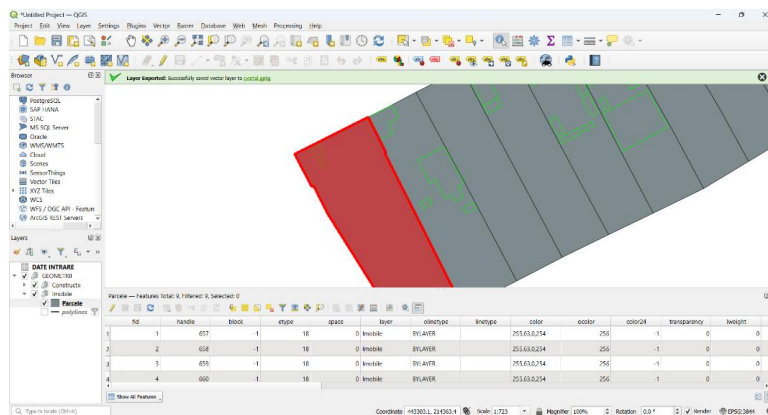 *Untitled Project — QGIS
Project Edit View Layer Settings Plugins Vector Raster Database Web Mesh Processing Help
Browser
Layer Exported: Successfully saved vector layer to
PostgreSQL
SAP HANA
STAC
MS SQL Server
Oracle
WMS/WMTS
Cloud
Scenes
SensorThings
Vector Tiles
XYZ Tiles
WCS
WFS / OGC API - Featun
ArcGIS REST Servers
Layers
DATE INTRARE
GEOMETRII
Constructii
Imobile
Parcele
polylines
Parcele — Features Total: 9, Filtered: 9, Selected: 0
fid handle block etype space layer olinetype linetype color ocolor color24 transparency lweight
1 1 657 -1 18 0 Imobile BYLAYER 255,63,0,254 256 -1 0 0
2 2 658 -1 18 0 Imobile BYLAYER 255,63,0,254 256 -1 0 0
3 3 659 -1 18 0 Imobile BYLAYER 255,63,0,254 256 -1 0 0
4 4 660 -1 18 0 Imobile BYLAYER 255,63,0,254 256 -1 0 0
Show All Features
Type to locate (Ctrl+K)
Coordinate 443303.1, 214363.4 Scale 1:723 Magnifier 100% Rotation 0.0 ° Render EPSG:3844